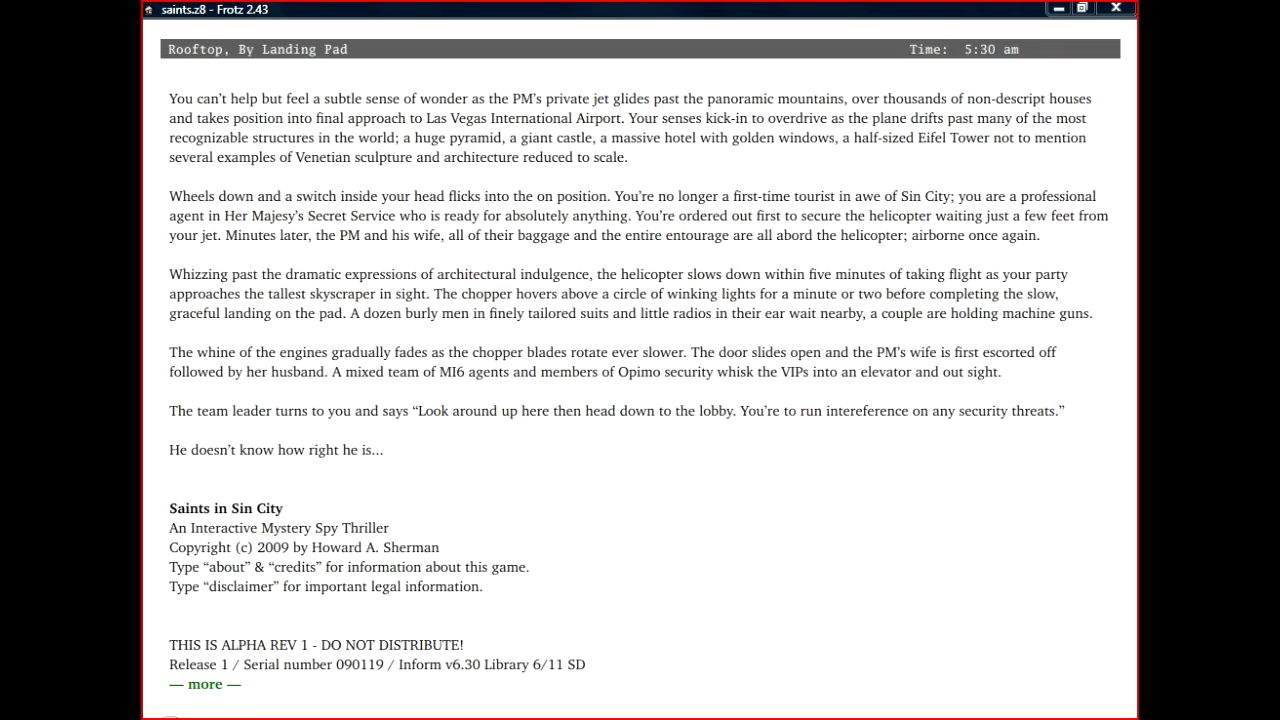 saints.z8 - Frotz 2.43
Rooftop, By Landing Pad Time: 5:30 am
You can't help but feel a subtle sense of wonder as the PM's private jet glides past the panoramic mountains, over thousands of non-descript houses
and takes position into final approach to Las Vegas International Airport. Your senses kick-in to overdrive as the plane drifts past many of the most
recognizable structures in the world; a huge pyramid, a giant castle, a massive hotel with golden windows, a half-sized Eifel Tower not to mention
several examples of Venetian sculpture and architecture reduced to scale.
Wheels down and a switch inside your head flicks into the on position. You're no longer a first-time tourist in awe of Sin City; you are a professional
agent in Her Majesy's Secret Service who is ready for absolutely anything. You're ordered out first to secure the helicopter waiting just a few feet from
your jet. Minutes later, the PM and his wife, all of their baggage and the entire entourage are all abord the helicopter; airborne once again.
Whizzing past the dramatic expressions of architectural indulgence, the helicopter slows down within five minutes of taking flight as your party
approaches the tallest skyscraper in sight. The chopper hovers above a circle of winking lights for a minute or two before completing the slow,
graceful landing on the pad. A dozen burly men in finely tailored suits and little radios in their ear wait nearby, a couple are holding machine guns.
The whine of the engines gradually fades as the chopper blades rotate ever slower. The door slides open and the PM's wife is first escorted off
followed by her husband. A mixed team of MI6 agents and members of Opimo security whisk the VIPs into an elevator and out sight.
The team leader turns to you and says “Look around up here then head down to the lobby. You're to run intereference on any security threats.”
He doesn't know how right he is...
Saints in Sin City
An Interactive Mystery Spy Thriller
Copyright (c) 2009 by Howard A. Sherman
Type “about” & “credits” for information about this game.
Type “disclaimer” for important legal information.
THIS IS ALPHA REV 1 - DO NOT DISTRIBUTE!
Release 1 / Serial number 090119 / Inform v6.30 Library 6/11 SD
— more —